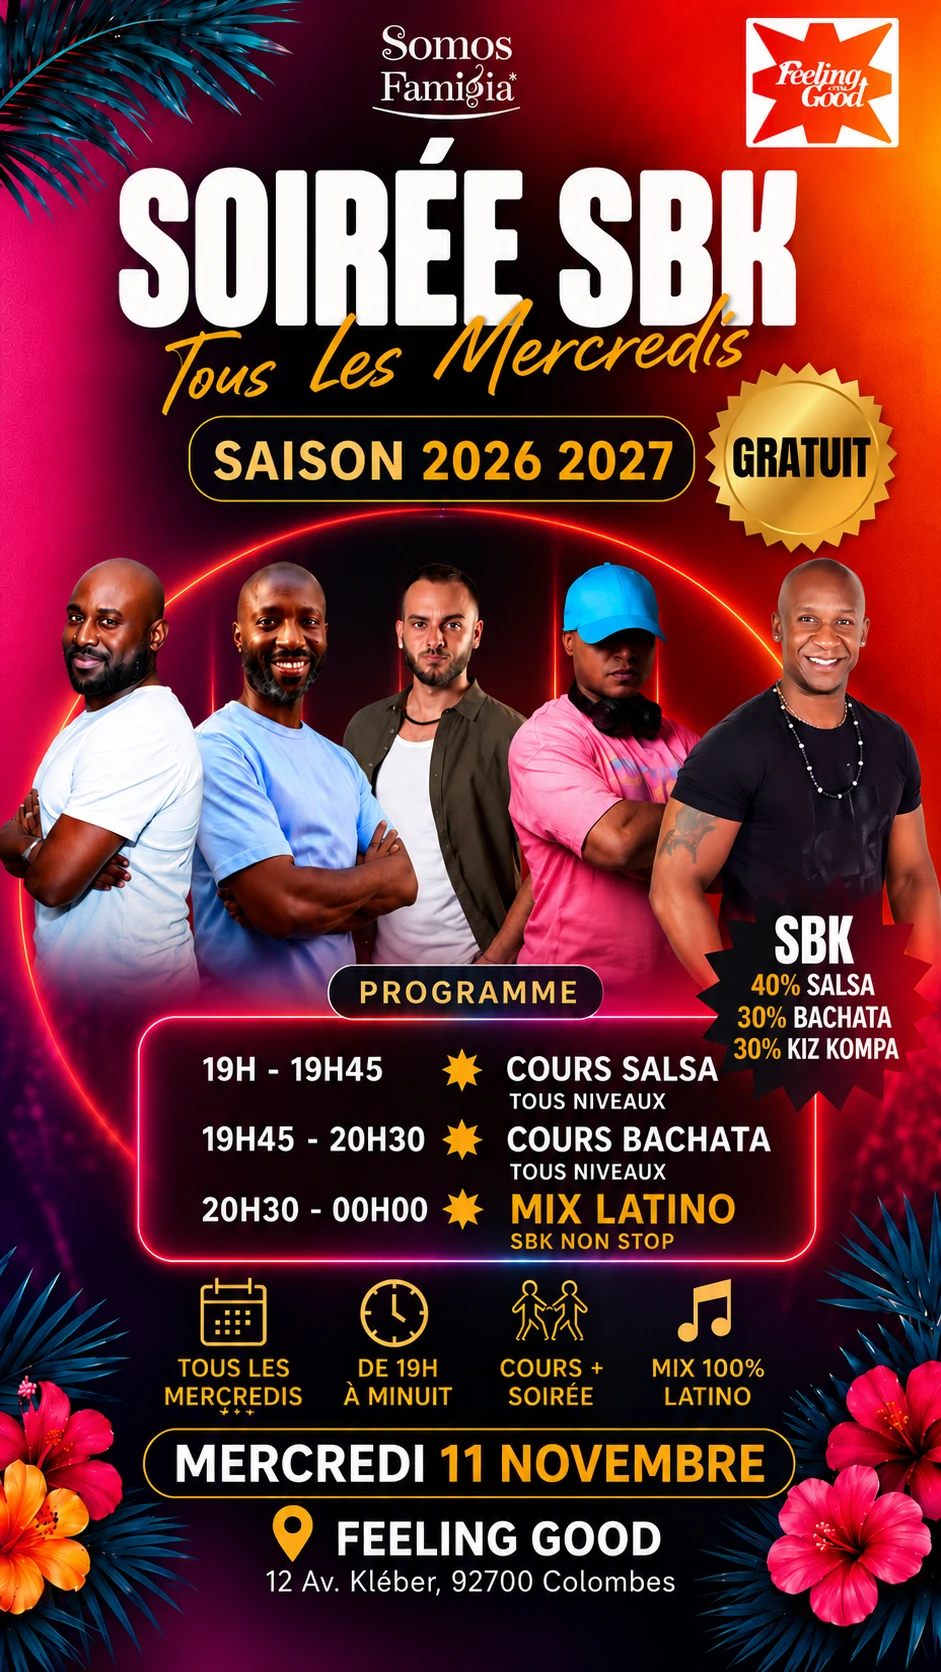 Somos
Famigia*
Feeling
Good
SOIRÉE SBK
Tous Les Mercredis
SAISON 2026 2027
GRATUIT
SBK
40% SALSA
30% BACHATA
30% KIZ KOMPA
PROGRAMME
19H - 19H45 COURS SALSA
TOUS NIVEAUX
19H45 - 20H30 COURS BACHATA
TOUS NIVEAUX
20H30 - 00H00 MIX LATINO
SBK NON STOP
TOUS LES
MERCREDIS
DE 19H
À MINUIT
COURS +
SOIRÉE
MIX 100%
LATINO
MERCREDI 11 NOVEMBRE
FEELING GOOD
12 Av. Kléber, 92700 Colombes